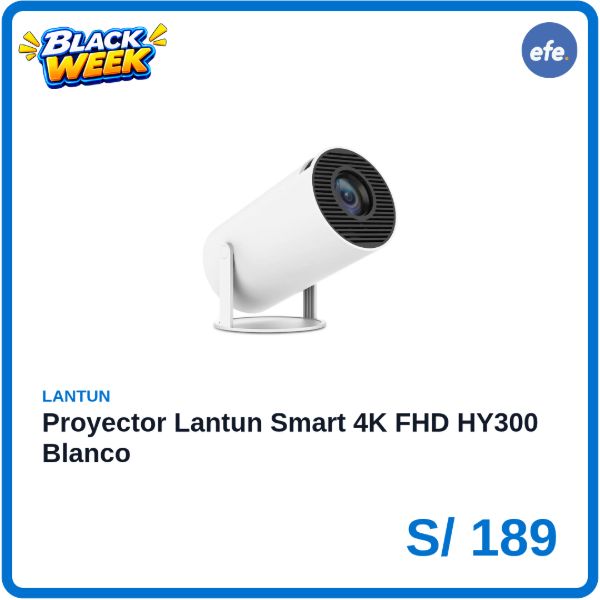 BLACK
WEEK
efe.
LANTUN
Proyector Lantun Smart 4K FHD HY300
Blanco
S/ 189